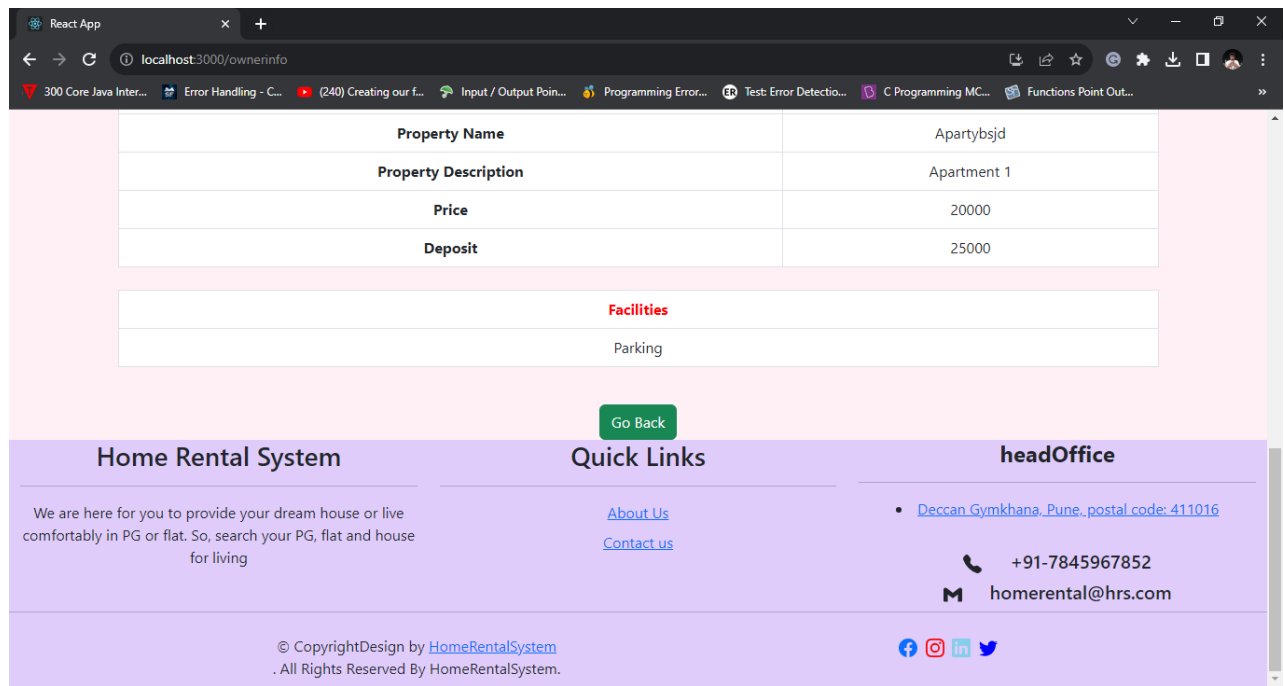 React App
localhost:3000/ownerinfo
300 Core Java Inter...
Error Handling - C...
(240) Creating our f...
Input / Output Poin...
Programming Error...
ER
Test: Error Detectio...
C Programming MC...
Functions Point Out...
»
Property Name Apartybsjd
Property Description Apartment 1
Price 20000
Deposit 25000
Facilities
Parking
Go Back
Home Rental System
We are here for you to provide your dream house or live
comfortably in PG or flat. So, search your PG, flat and house
for living
Quick Links
About Us
Contact us
headOffice
Deccan Gymkhana, Pune, postal code: 411016
+91-7845967852
homerental@hrs.com
© CopyrightDesign by HomeRentalSystem
. All Rights Reserved By HomeRentalSystem.